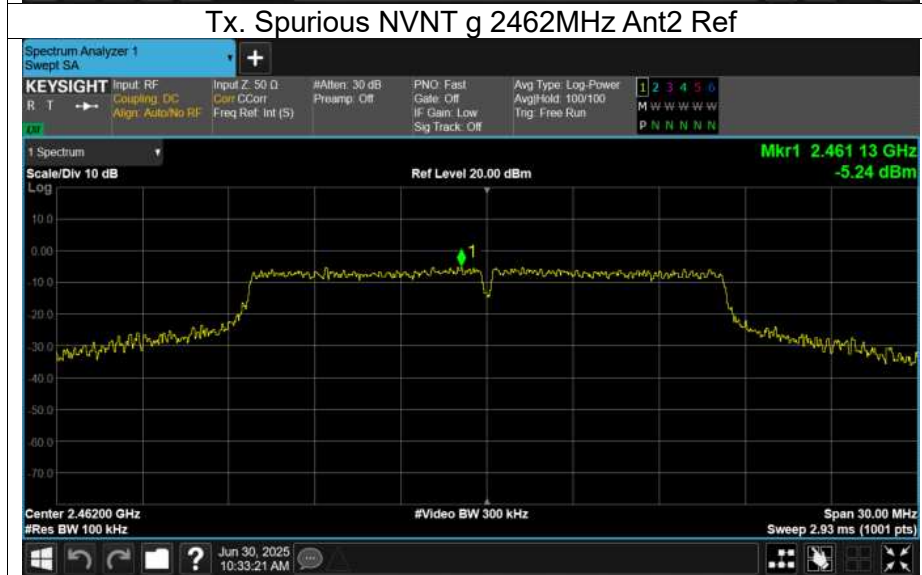 Tx. Spurious NVNT g 2462MHz Ant2 Ref
Spectrum Analyzer 1
Swept SA
+
KEYSIGHT
R T
Input: RF
Coupling: DC
Align: Auto/No RF
Input Z: 50 Ω
Corr CCorr
Freq Ref: Int (S)
#Atten: 30 dB
Preamp: Off
PNO: Fast
Gate: Off
IF Gain: Low
Sig Track: Off
Avg Type: Log-Power
Avg|Hold: 100/100
Trig: Free Run
1 2 3 4 5 6
M W W W W W
P N N N N N
1 Spectrum
Scale/Div 10 dB
Ref Level 20.00 dBm
Mkr1 2.461 13 GHz
-5.24 dBm
Log
10.0
0.00
-10.0
-20.0
-30.0
-40.0
-50.0
-60.0
-70.0
1
Center 2.46200 GHz
#Video BW 300 kHz
Span 30.00 MHz
#Res BW 100 kHz
Sweep 2.93 ms (1001 pts)
?
Jun 30, 2025
10:33:21 AM